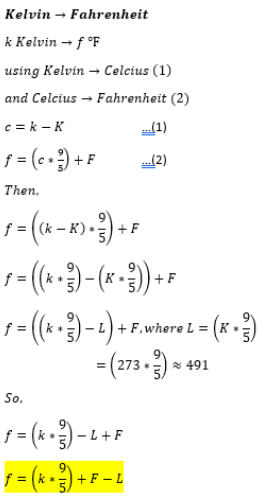 Kelvin → Fahrenheit
k Kelvin → f °F
using Kelvin → Celcius (1)
and Celcius → Fahrenheit (2)
c = k − K ...(1)
f = (c * 9/5) + F ...(2)
Then,
f = ((k − K) * 9/5) + F
f = ((k * 9/5) − (K * 9/5)) + F
f = ((k * 9/5) − L) + F, where L = (K * 9/5)
= (273 * 9/5) ≈ 491
So,
f = (k * 9/5) − L + F
f = (k * 9/5) + F − L